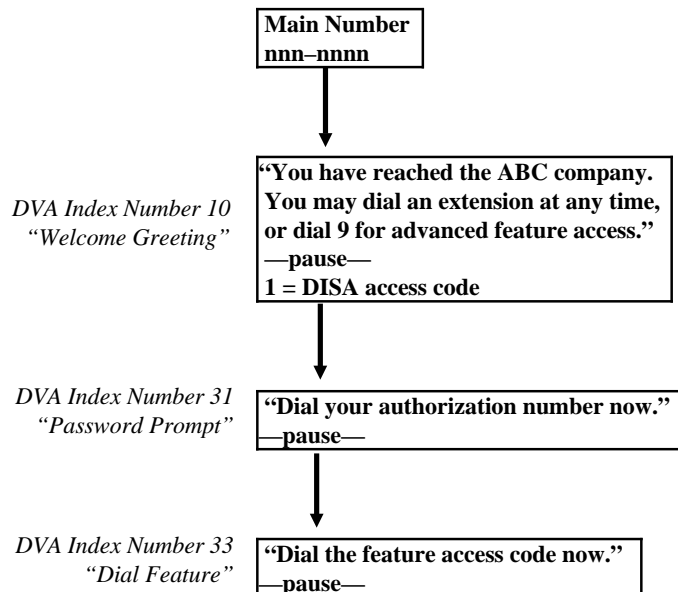 Main Number
nnn–nnnn
DVA Index Number 10
“Welcome Greeting”
“You have reached the ABC company.
You may dial an extension at any time,
or dial 9 for advanced feature access.”
—pause—
1 = DISA access code
DVA Index Number 31
“Password Prompt”
“Dial your authorization number now.”
—pause—
DVA Index Number 33
“Dial Feature”
“Dial the feature access code now.”
—pause—